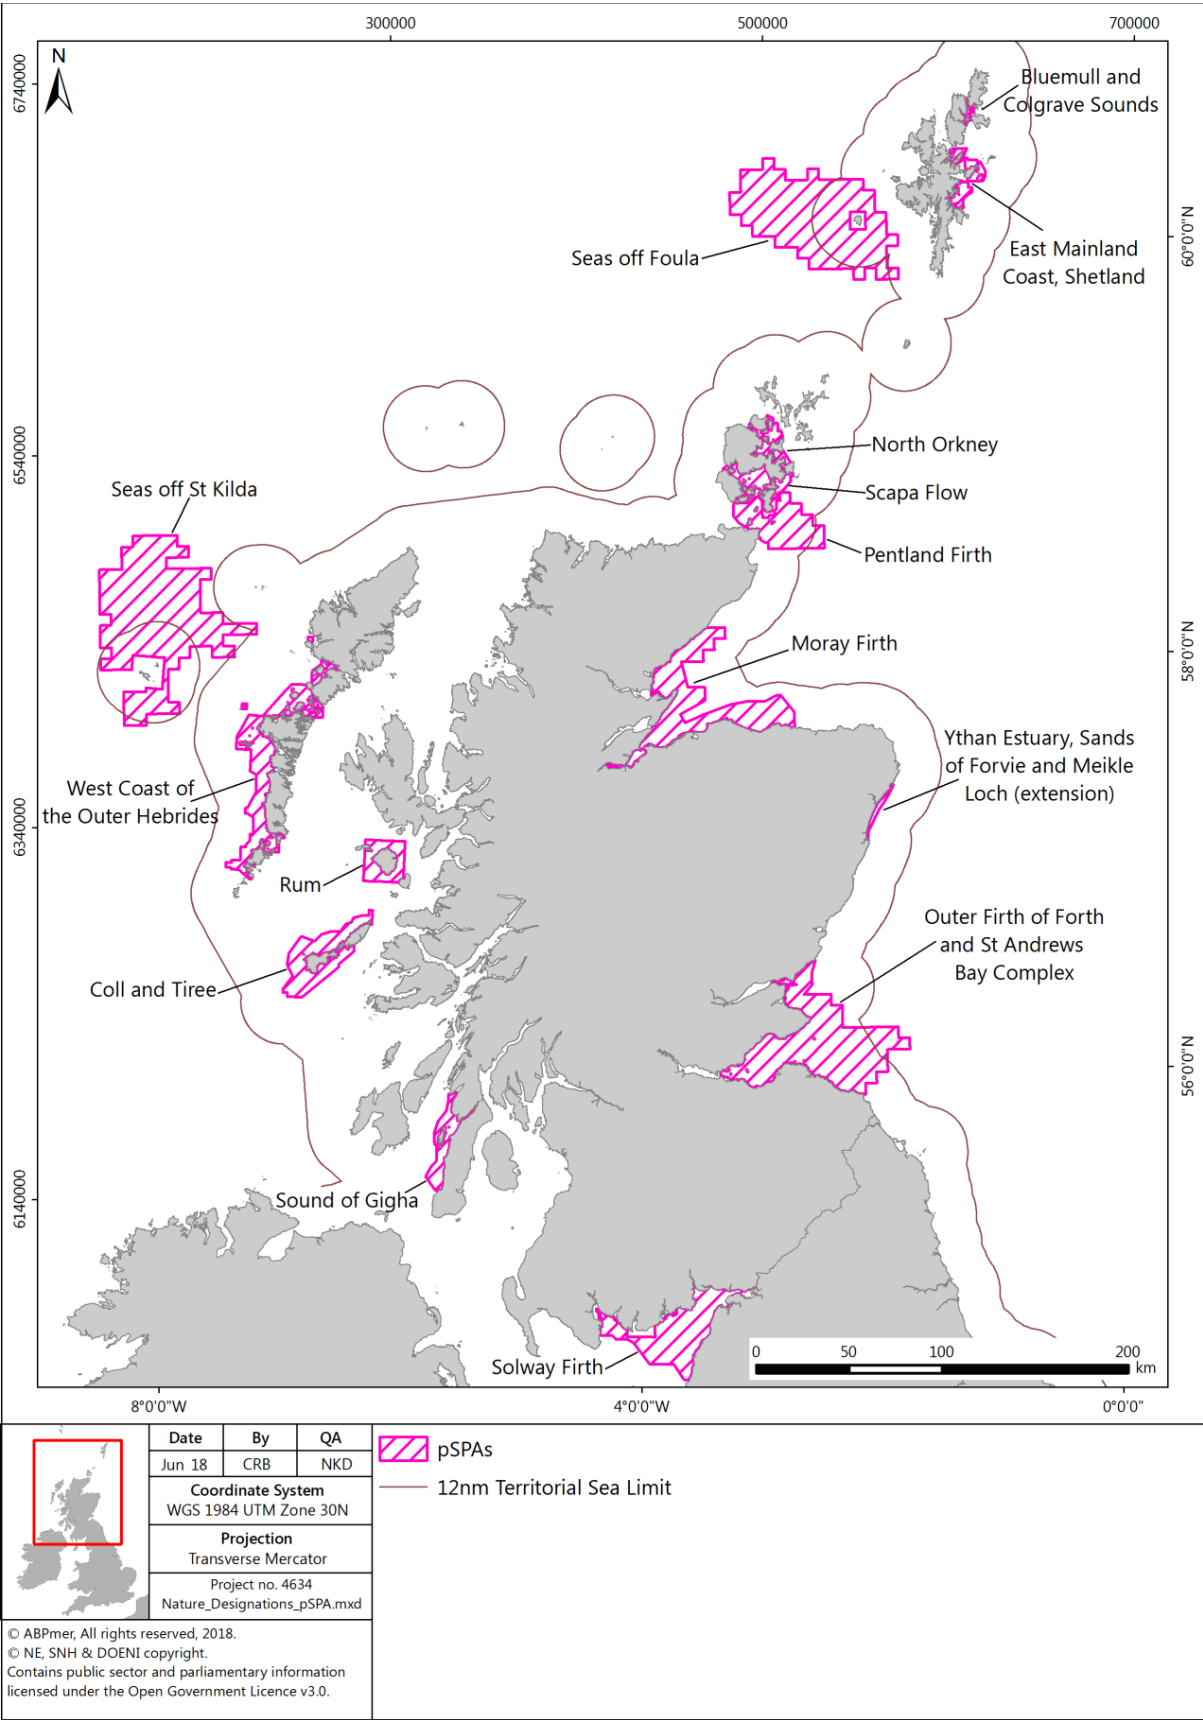 300000
500000
700000
N
6740000
Bluemull and
Colgrave Sounds
60°0'0"N
Seas off Foula
East Mainland
Coast, Shetland
North Orkney
6540000
Seas off St Kilda
Scapa Flow
Pentland Firth
Moray Firth
58°0'0"N
Ythan Estuary, Sands
of Forvie and Meikle
Loch (extension)
West Coast of
the Outer Hebrides
6340000
Rum
Outer Firth of Forth
and St Andrews
Bay Complex
Coll and Tiree
56°0'0"N
Sound of Gigha
6140000
Solway Firth
0 50 100 200
km
8°0'0"W
4°0'0"W
0°0'0"
Date By QA
Jun 18 CRB NKD
Coordinate System
WGS 1984 UTM Zone 30N
Projection
Transverse Mercator
Project no. 4634
Nature_Designations_pSPA.mxd
© ABPmer, All rights reserved, 2018.
© NE, SNH & DOENI copyright.
Contains public sector and parliamentary information
licensed under the Open Government Licence v3.0.
pSPAs
12nm Territorial Sea Limit